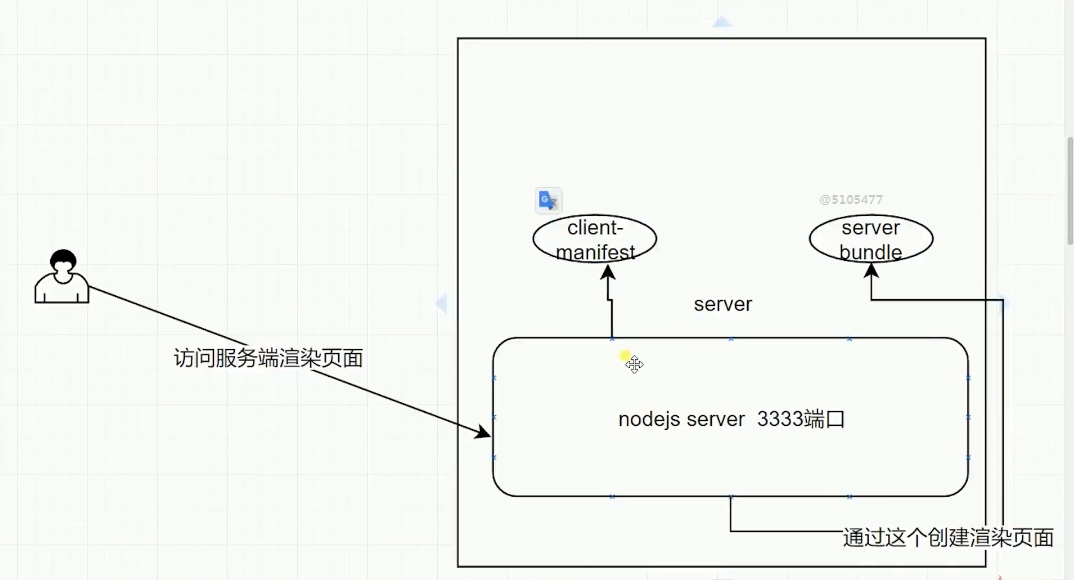 @5105477
client-
manifest
server
bundle
server
访问服务端渲染页面
nodejs server 3333端口
通过这个创建渲染页面